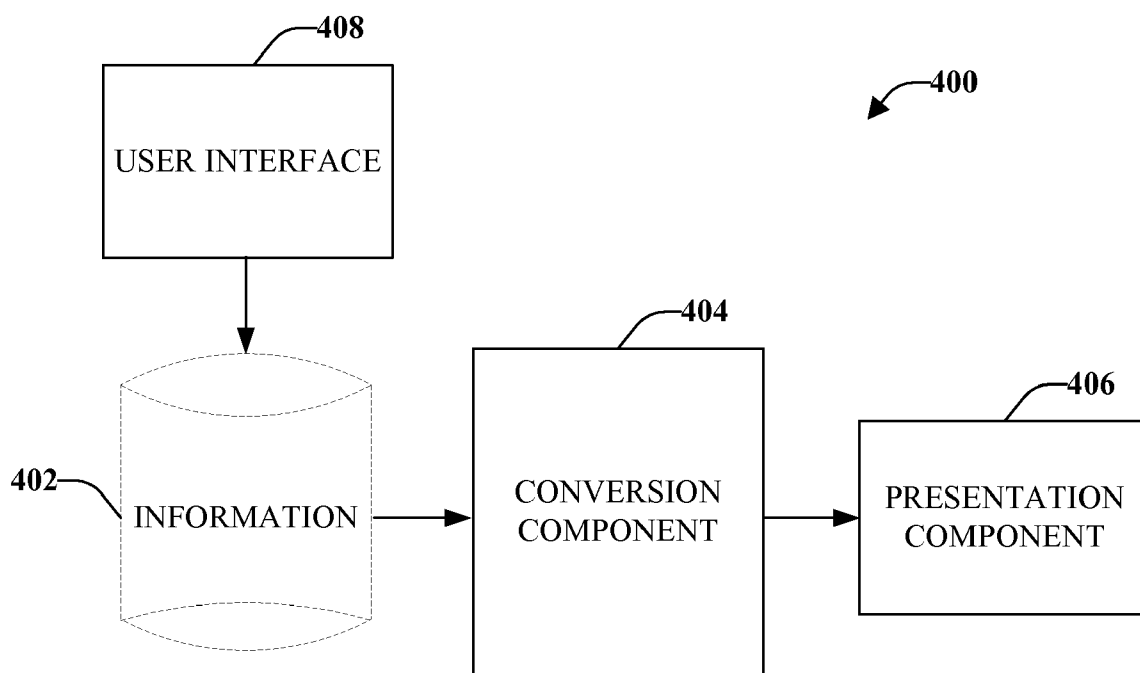 408
400
USER INTERFACE
404
406
402
INFORMATION
CONVERSION
COMPONENT
PRESENTATION
COMPONENT